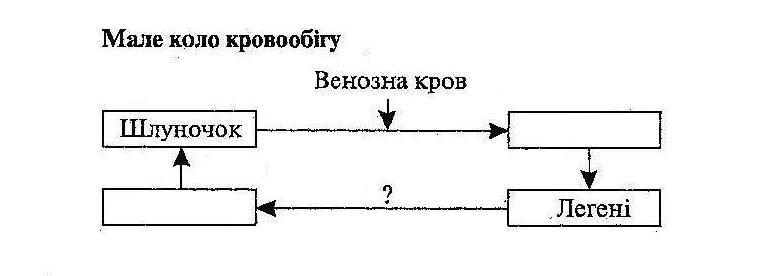 Мале коло кровообігу
Венозна кров
Шлуночок
?
Легені